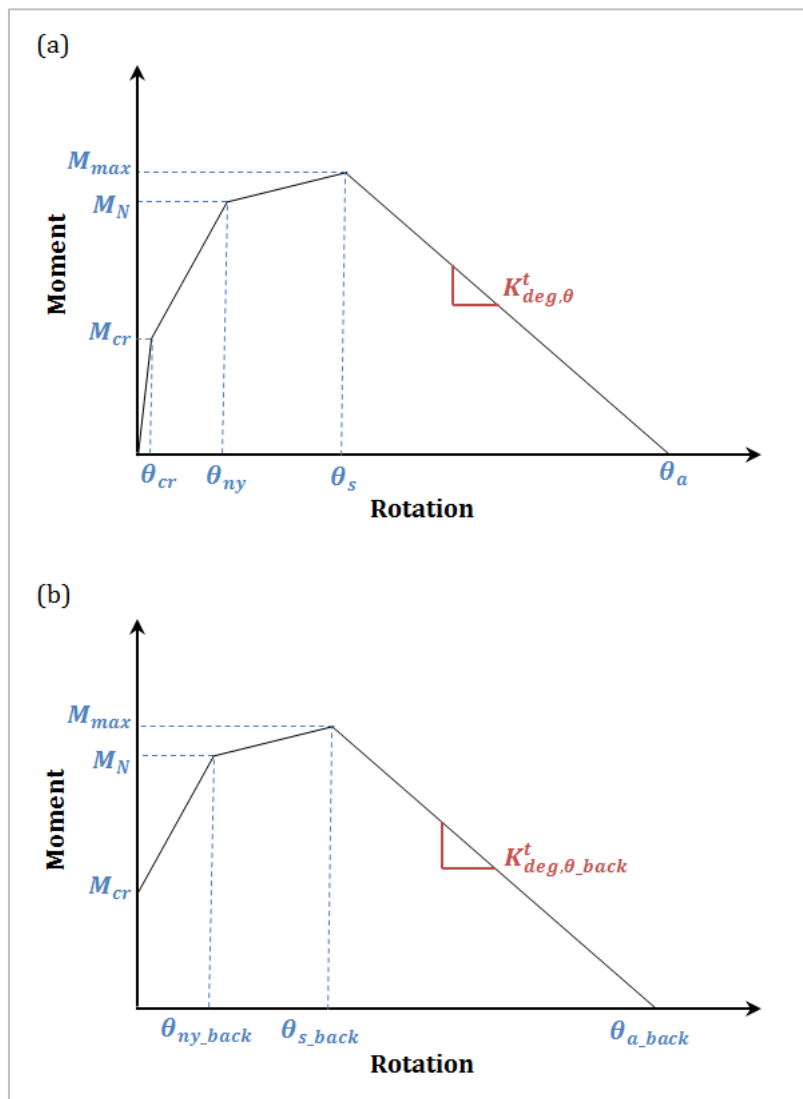 (a)
M_max
M_N
M_cr
Moment
K^t_deg,θ
θ_cr θ_ny θ_s θ_a
Rotation
(b)
M_max
M_N
M_cr
Moment
K^t_deg,θ_back
θ_ny_back θ_s_back θ_a_back
Rotation